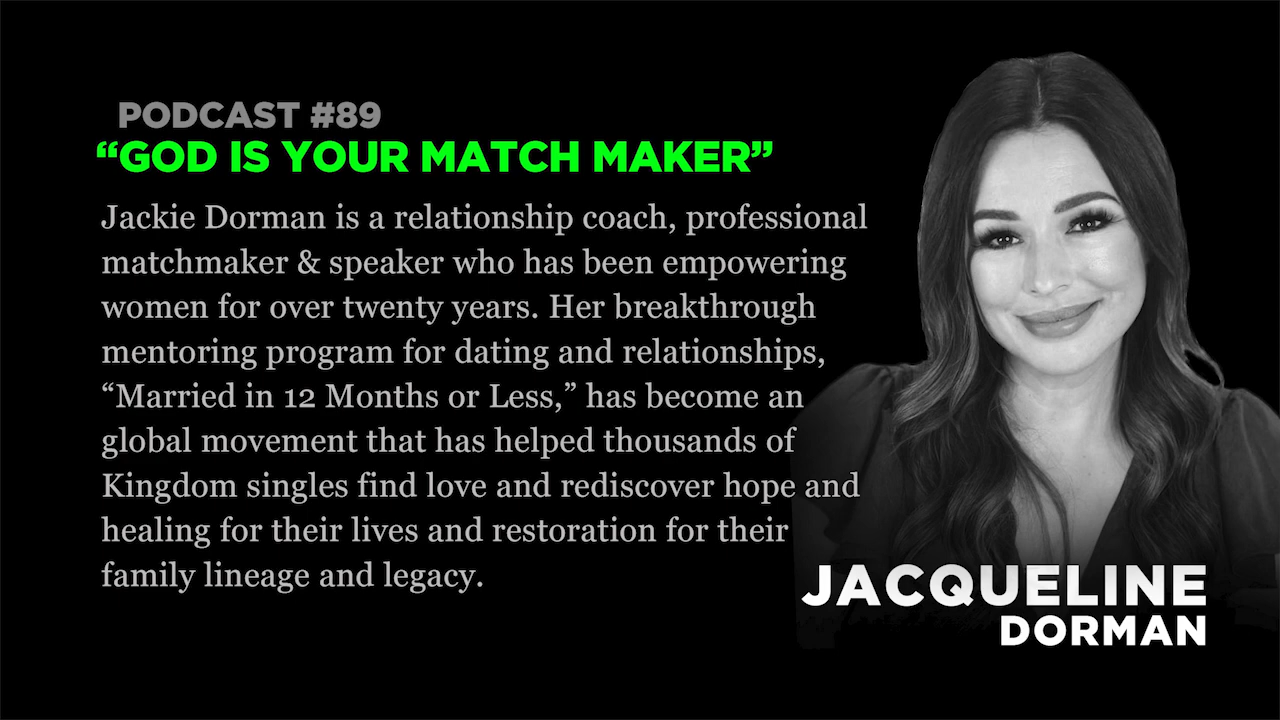 PODCAST #89
“GOD IS YOUR MATCH MAKER”
Jackie Dorman is a relationship coach, professional
matchmaker & speaker who has been empowering
women for over twenty years. Her breakthrough
mentoring program for dating and relationships,
“Married in 12 Months or Less,” has become an
global movement that has helped thousands of
Kingdom singles find love and rediscover hope and
healing for their lives and restoration for their
family lineage and legacy.
JACQUELINE
DORMAN